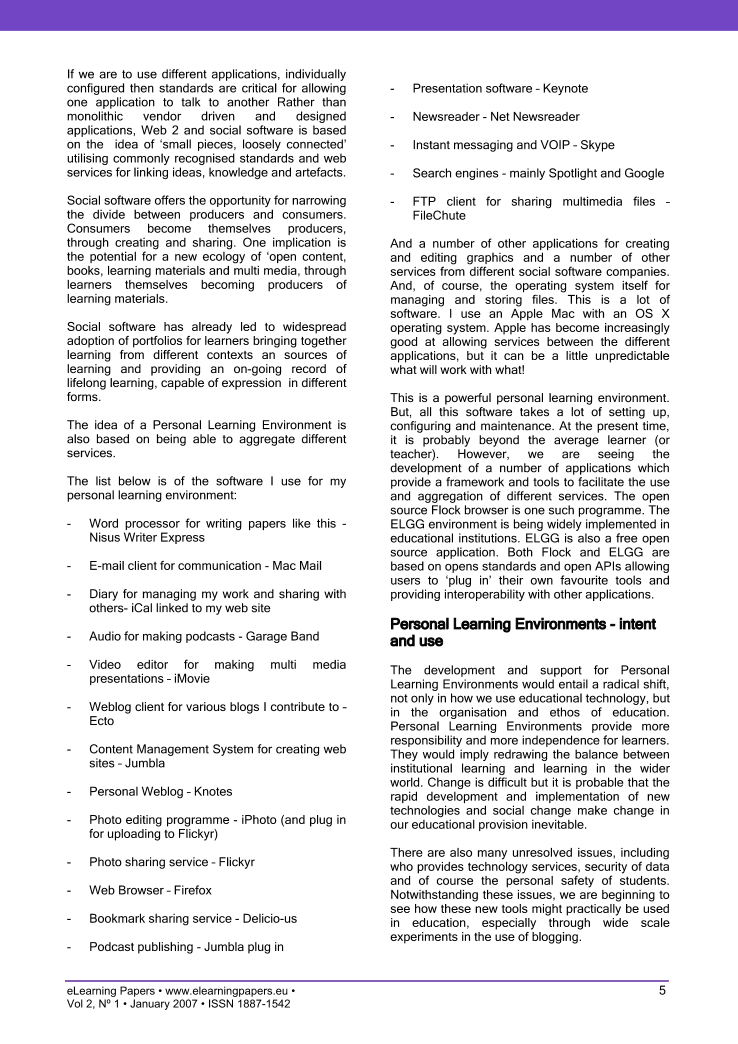 If we are to use different applications, individually
configured then standards are critical for allowing
one application to talk to another Rather than
monolithic vendor driven and designed
applications, Web 2 and social software is based
on the idea of ‘small pieces, loosely connected’
utilising commonly recognised standards and web
services for linking ideas, knowledge and artefacts.
Social software offers the opportunity for narrowing
the divide between producers and consumers.
Consumers become themselves producers,
through creating and sharing. One implication is
the potential for a new ecology of ‘open content,
books, learning materials and multi media, through
learners themselves becoming producers of
learning materials.
Social software has already led to widespread
adoption of portfolios for learners bringing together
learning from different contexts an sources of
learning and providing an on-going record of
lifelong learning, capable of expression in different
forms.
The idea of a Personal Learning Environment is
also based on being able to aggregate different
services.
The list below is of the software I use for my
personal learning environment:
- Word processor for writing papers like this -
Nisus Writer Express
- E-mail client for communication - Mac Mail
- Diary for managing my work and sharing with
others- iCal linked to my web site
- Audio for making podcasts - Garage Band
- Video editor for making multi media
presentations – iMovie
- Weblog client for various blogs I contribute to –
Ecto
- Content Management System for creating web
sites – Jumbla
- Personal Weblog – Knotes
- Photo editing programme - iPhoto (and plug in
for uploading to Flickyr)
- Photo sharing service – Flickyr
- Web Browser – Firefox
- Bookmark sharing service - Delicio-us
- Podcast publishing - Jumbla plug in
- Presentation software – Keynote
- Newsreader - Net Newsreader
- Instant messaging and VOIP – Skype
- Search engines - mainly Spotlight and Google
- FTP client for sharing multimedia files –
FileChute
And a number of other applications for creating
and editing graphics and a number of other
services from different social software companies.
And, of course, the operating system itself for
managing and storing files. This is a lot of
software. I use an Apple Mac with an OS X
operating system. Apple has become increasingly
good at allowing services between the different
applications, but it can be a little unpredictable
what will work with what!
This is a powerful personal learning environment.
But, all this software takes a lot of setting up,
configuring and maintenance. At the present time,
it is probably beyond the average learner (or
teacher). However, we are seeing the
development of a number of applications which
provide a framework and tools to facilitate the use
and aggregation of different services. The open
source Flock browser is one such programme. The
ELGG environment is being widely implemented in
educational institutions. ELGG is also a free open
source application. Both Flock and ELGG are
based on opens standards and open APIs allowing
users to ‘plug in’ their own favourite tools and
providing interoperability with other applications.
Personal Learning Environments – intent
and use
The development and support for Personal
Learning Environments would entail a radical shift,
not only in how we use educational technology, but
in the organisation and ethos of education.
Personal Learning Environments provide more
responsibility and more independence for learners.
They would imply redrawing the balance between
institutional learning and learning in the wider
world. Change is difficult but it is probable that the
rapid development and implementation of new
technologies and social change make change in
our educational provision inevitable.
There are also many unresolved issues, including
who provides technology services, security of data
and of course the personal safety of students.
Notwithstanding these issues, we are beginning to
see how these new tools might practically be used
in education, especially through wide scale
experiments in the use of blogging.
eLearning Papers • www.elearningpapers.eu •
Vol 2, Nº 1 • January 2007 • ISSN 1887-1542
5